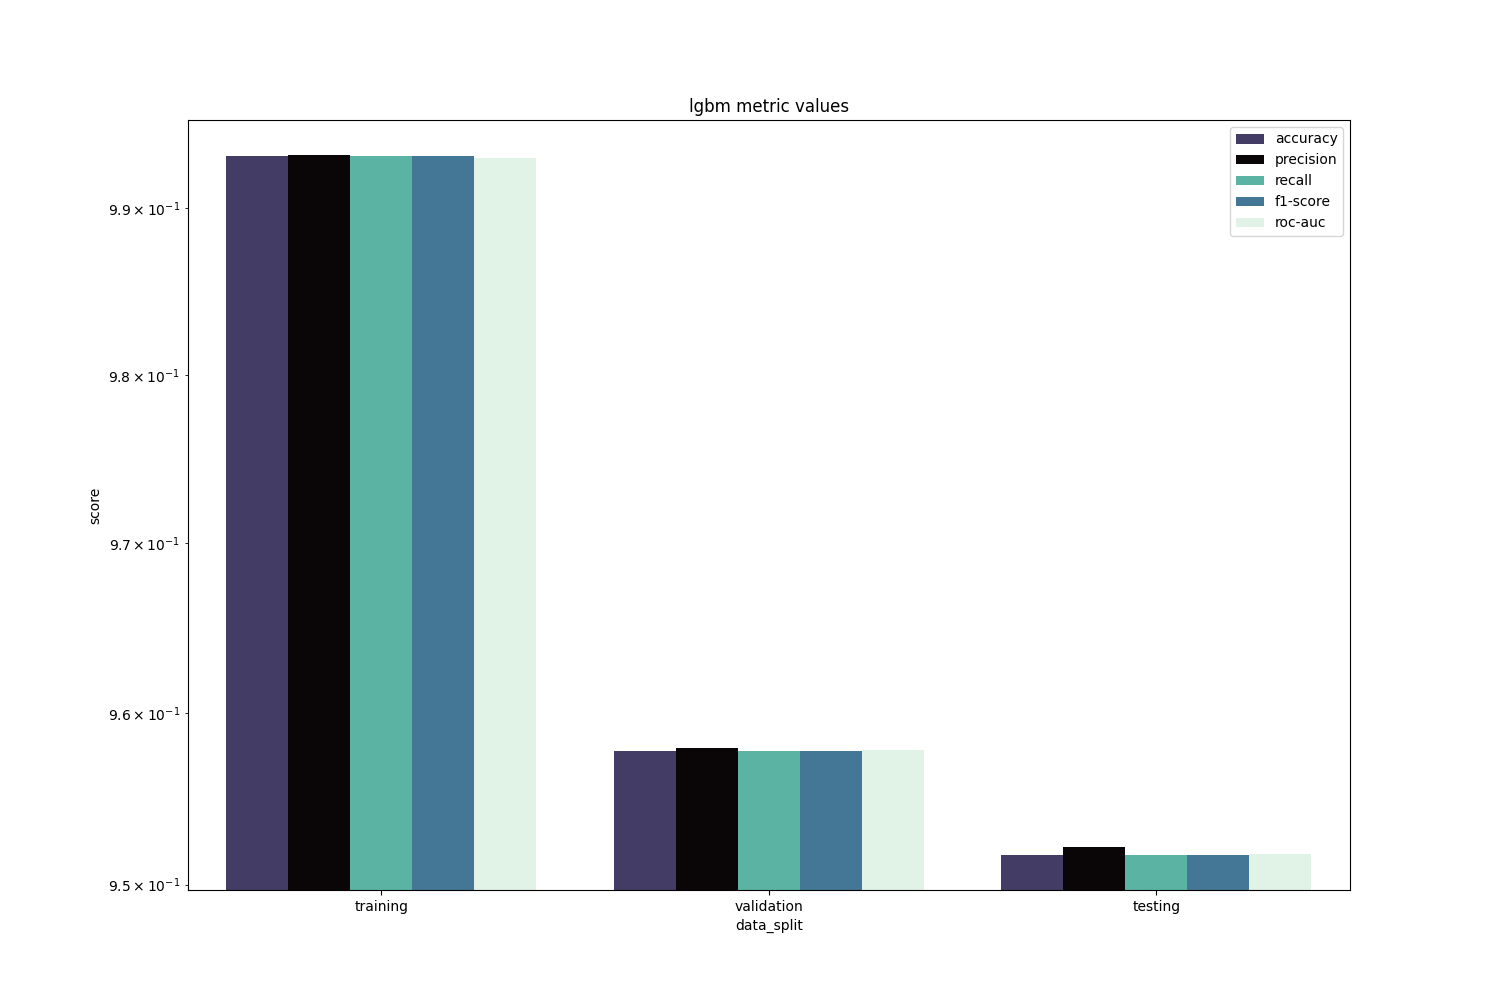 lgbm metric values
accuracy
precision
recall
f1-score
roc-auc
9.9 × 10⁻¹
9.8 × 10⁻¹
9.7 × 10⁻¹
9.6 × 10⁻¹
9.5 × 10⁻¹
score
training
validation
testing
data_split